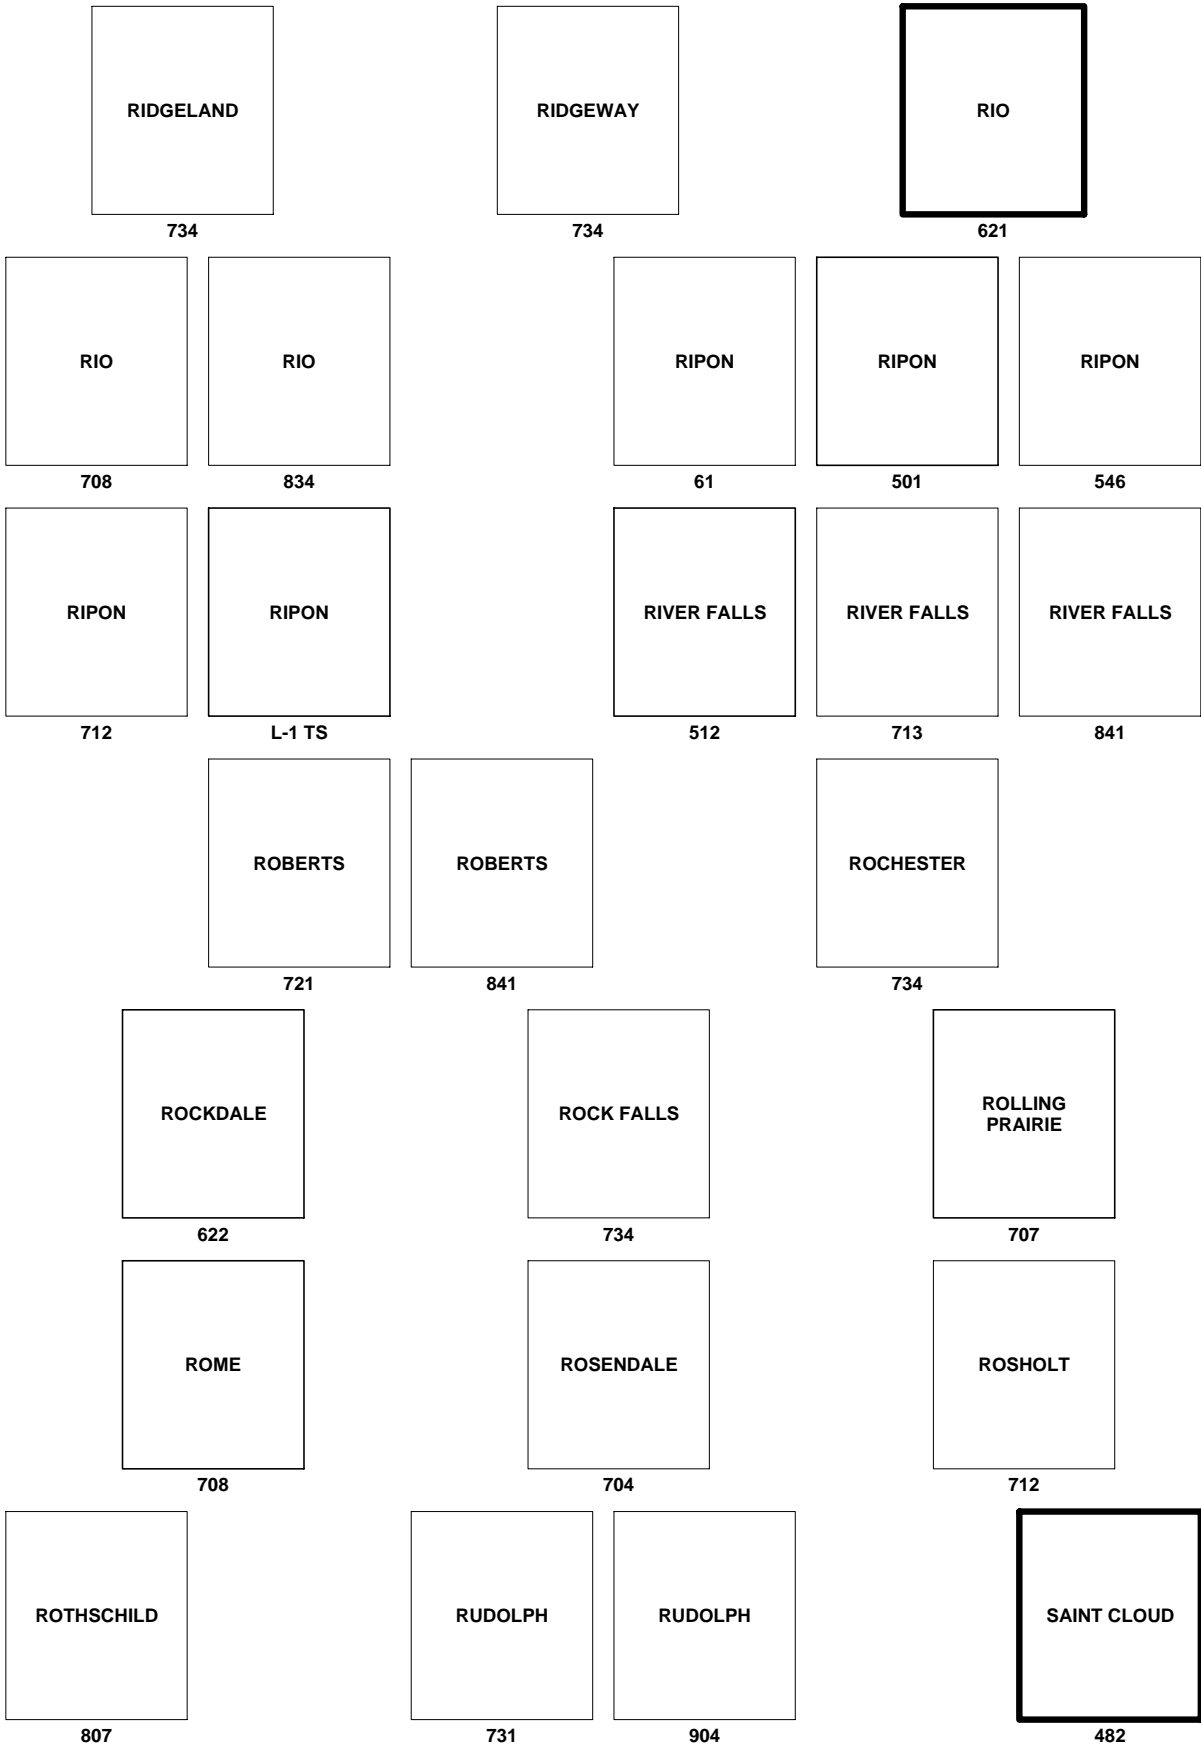 RIDGELAND
734
RIDGEWAY
734
RIO
621
RIO
708
RIO
834
RIPON
61
RIPON
501
RIPON
546
RIPON
712
RIPON
L-1 TS
RIVER FALLS
512
RIVER FALLS
713
RIVER FALLS
841
ROBERTS
721
ROBERTS
841
ROCHESTER
734
ROCKDALE
622
ROCK FALLS
734
ROLLING
PRAIRIE
707
ROME
708
ROSENDALE
704
ROSHOLT
712
ROTHSCHILD
807
RUDOLPH
731
RUDOLPH
904
SAINT CLOUD
482